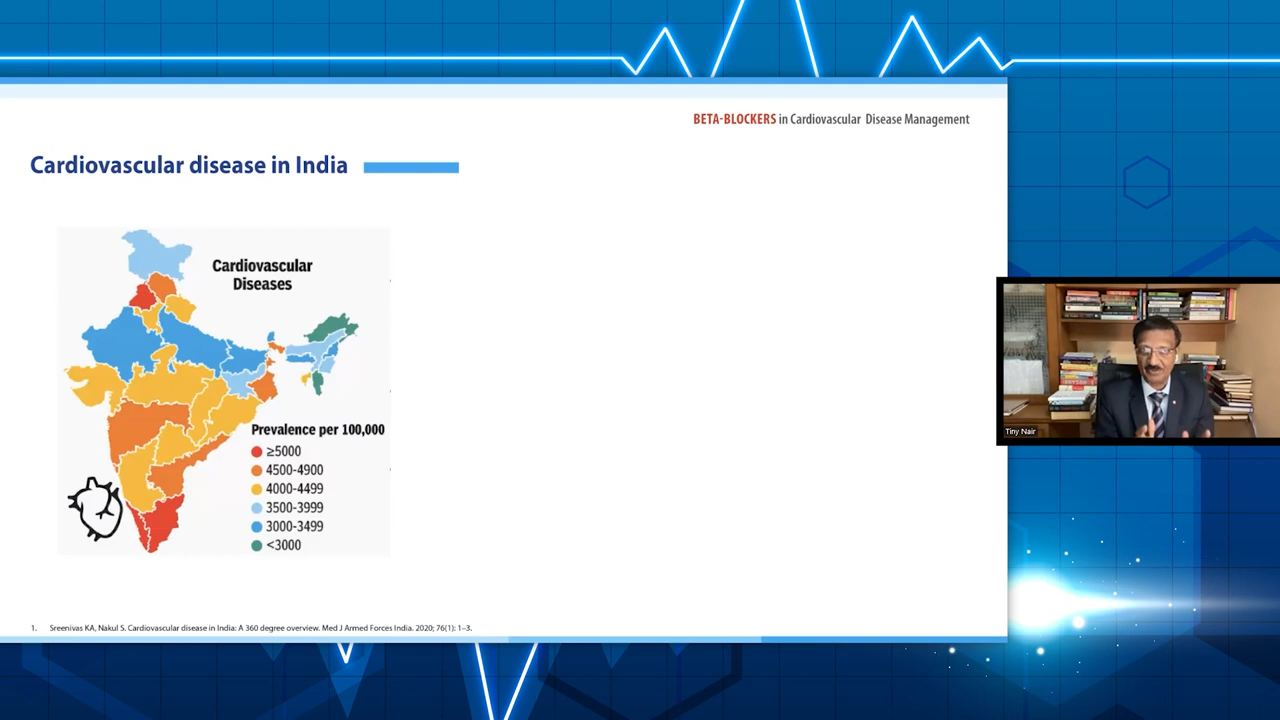 BETA-BLOCKERS in Cardiovascular Disease Management
Cardiovascular disease in India
Cardiovascular
Diseases
Prevalence per 100,000
≥5000
4500-4900
4000-4499
3500-3999
3000-3499
<3000
Tiny Nair
1. Sreenivas KA, Nakul S. Cardiovascular disease in India: A 360 degree overview. Med J Armed Forces India. 2020; 76(1): 1–3.